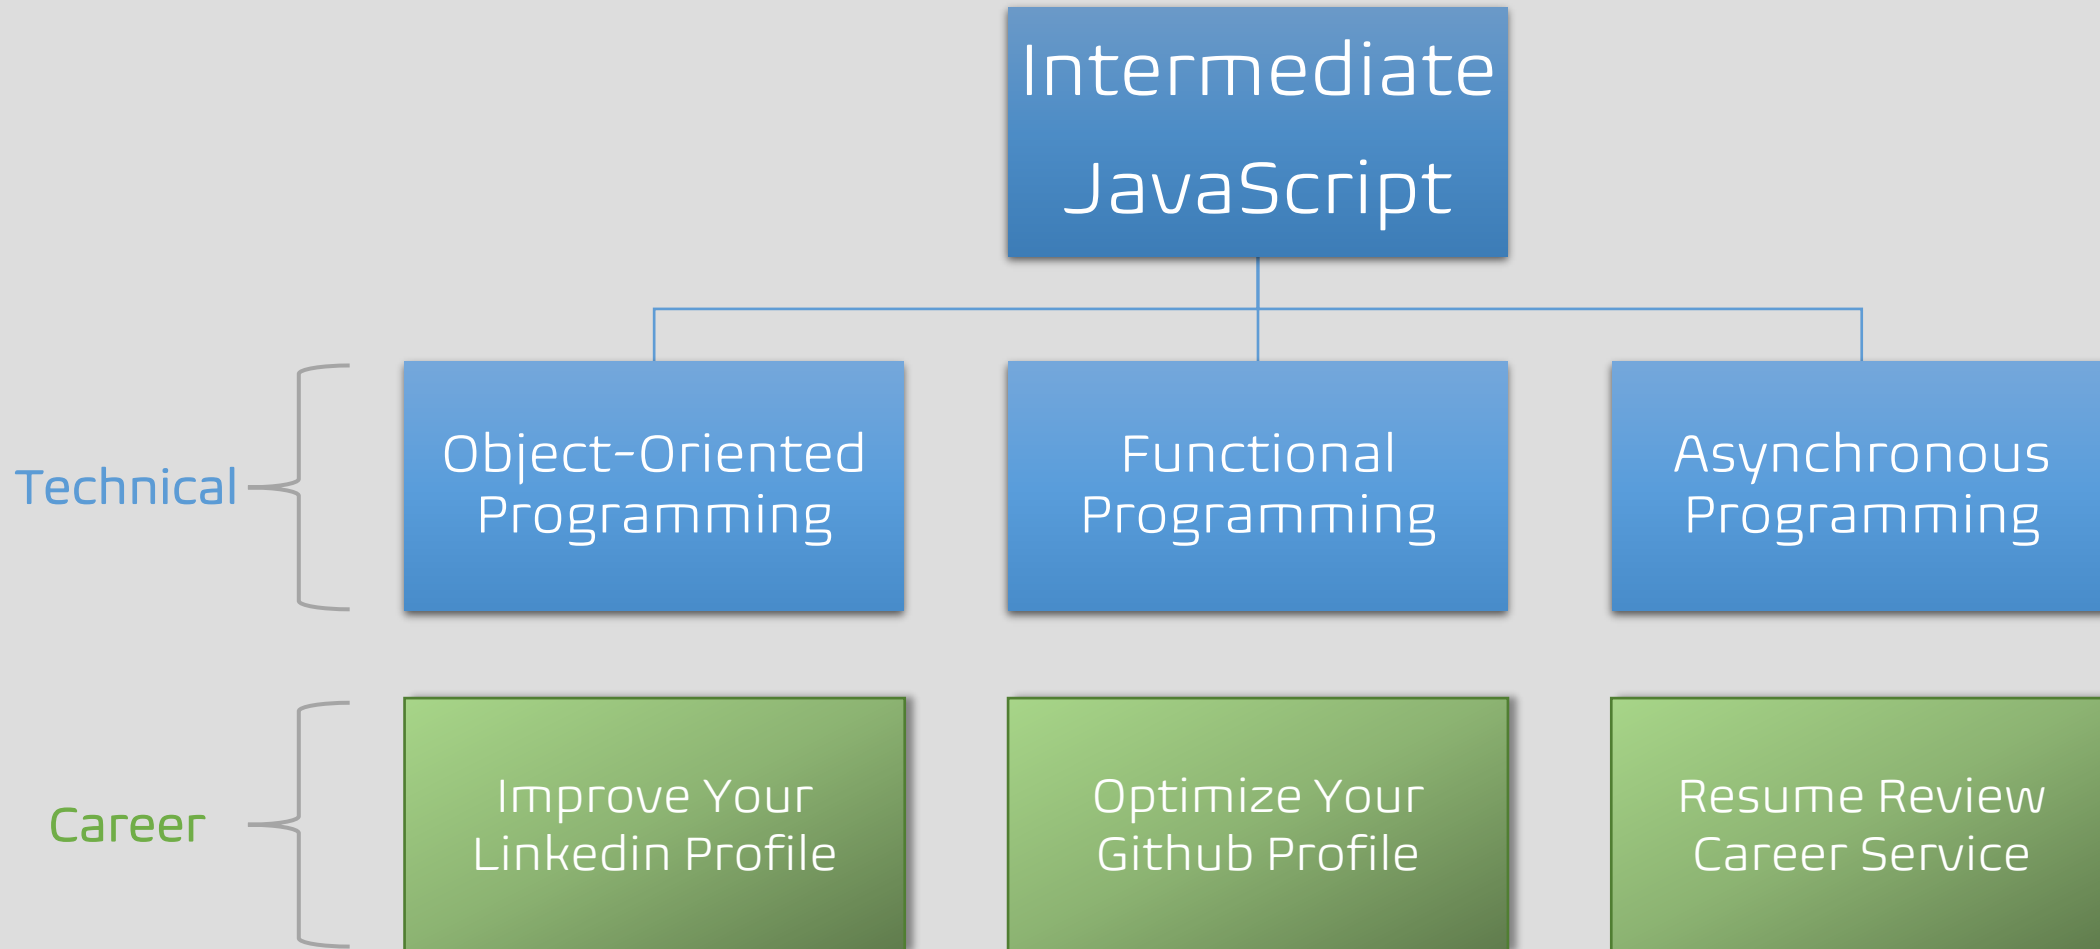 Intermediate
JavaScript
Technical
Object-Oriented
Programming
Functional
Programming
Asynchronous
Programming
Career
Improve Your
Linkedin Profile
Optimize Your
Github Profile
Resume Review
Career Service